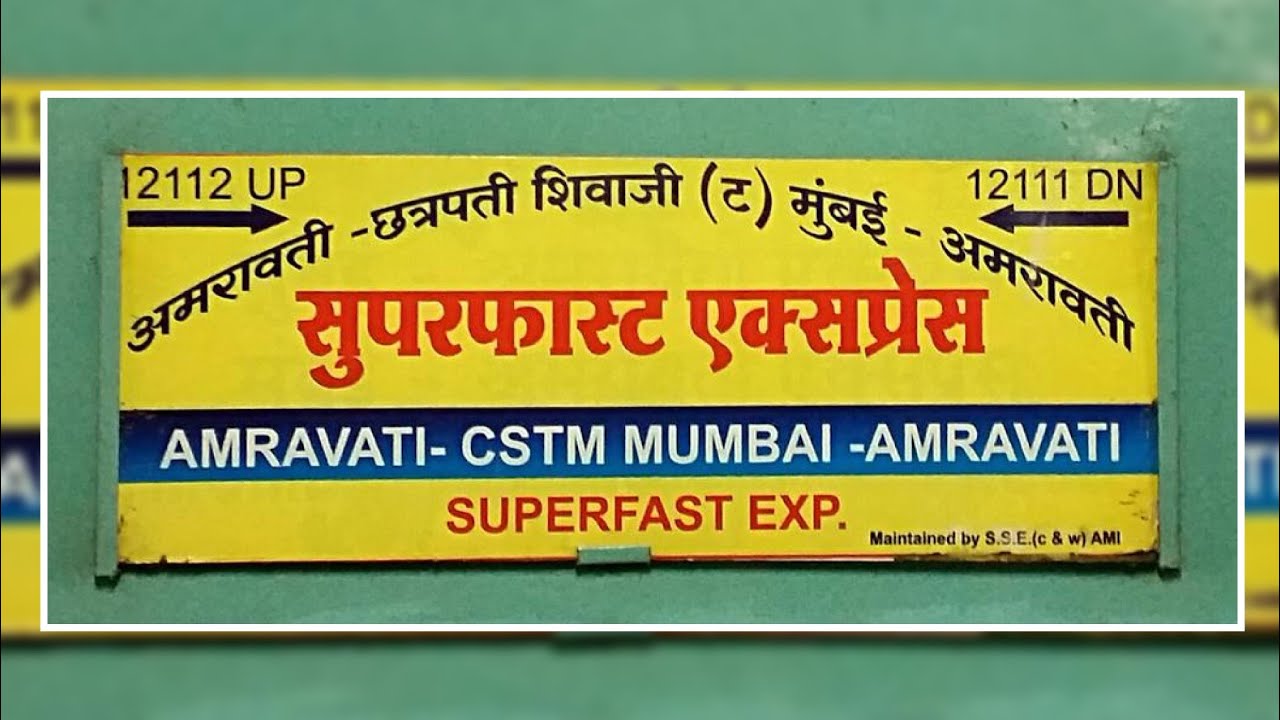 12112 UP
12111 DN
अमरावती -छत्रपती शिवाजी (ट) मुंबई - अमरावती
सुपरफास्ट एक्सप्रेस
AMRAVATI- CSTM MUMBAI -AMRAVATI
SUPERFAST EXP.
Maintained by S.S.E.(c & w) AMI